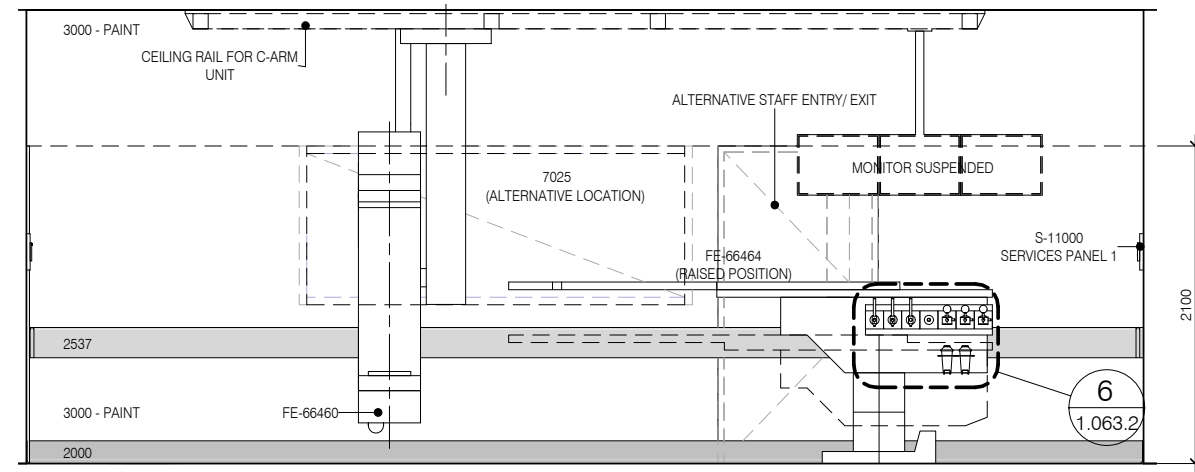 3000 - PAINT
CEILING RAIL FOR C-ARM
UNIT
ALTERNATIVE STAFF ENTRY/ EXIT
7025
(ALTERNATIVE LOCATION)
MONITOR SUSPENDED
S-11000
SERVICES PANEL 1
FE-66464
(RAISED POSITION)
2100
2537
3000 - PAINT
FE-66460
6
1.063.2
2000